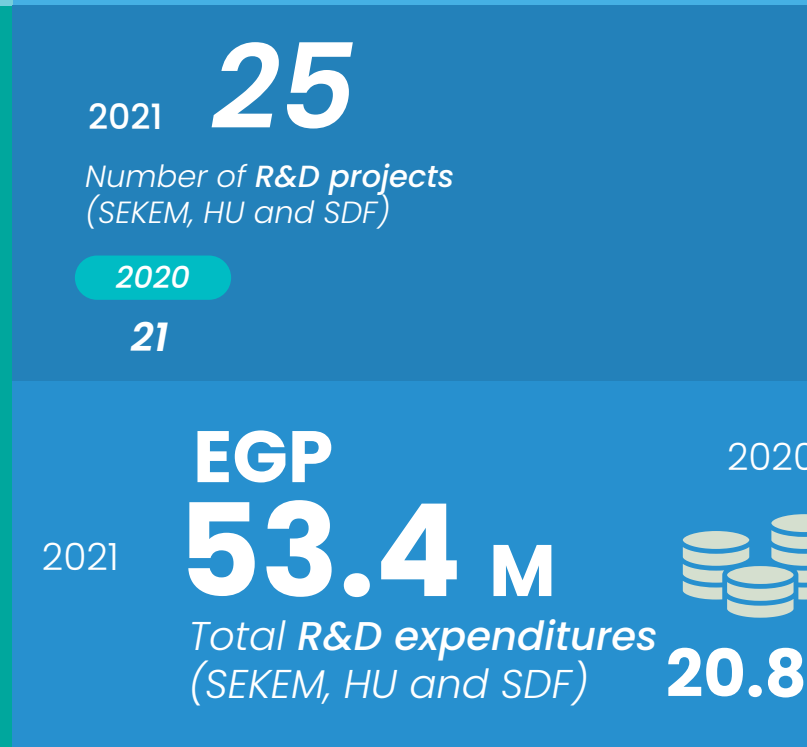 2021 25
Number of R&D projects
(SEKEM, HU and SDF)
2020
21
EGP
2021 53.4 M
Total R&D expenditures
(SEKEM, HU and SDF)
2020
20.8